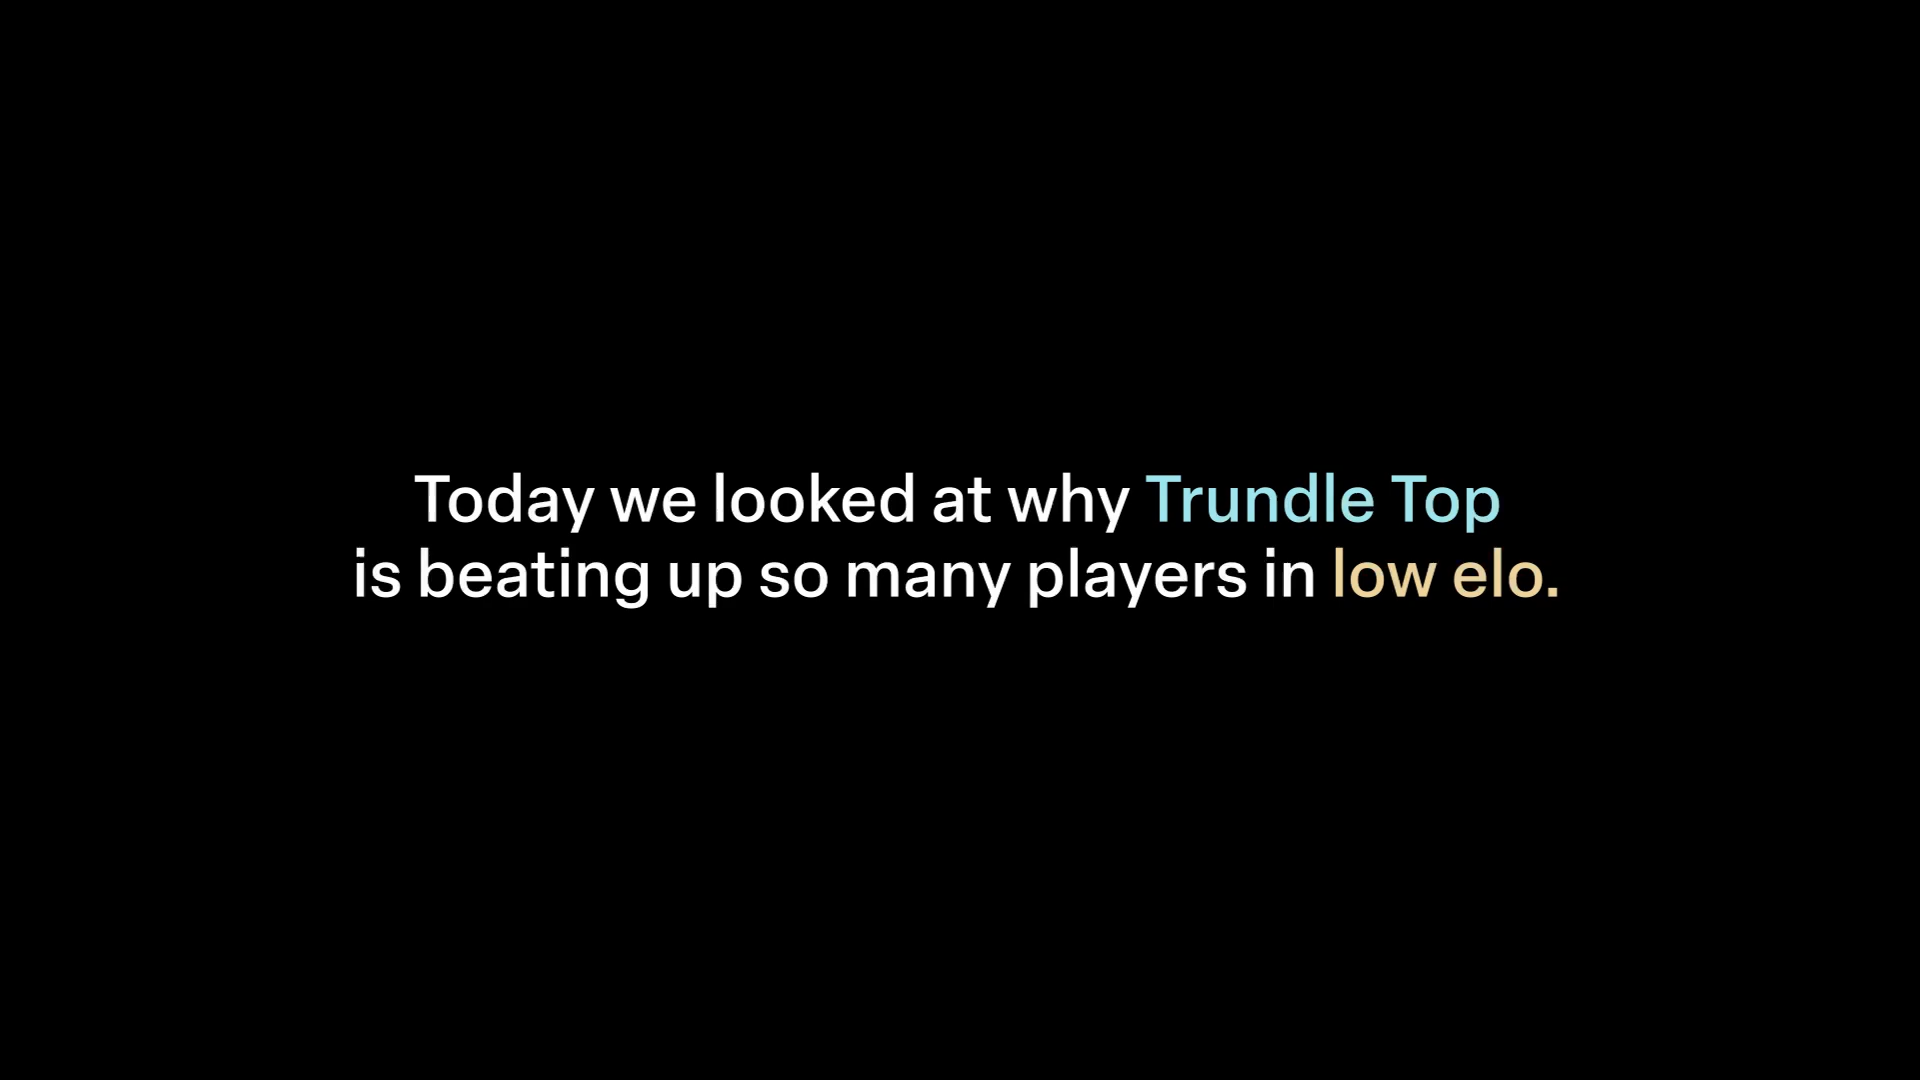 Today we looked at why Trundle Top
is beating up so many players in low elo.